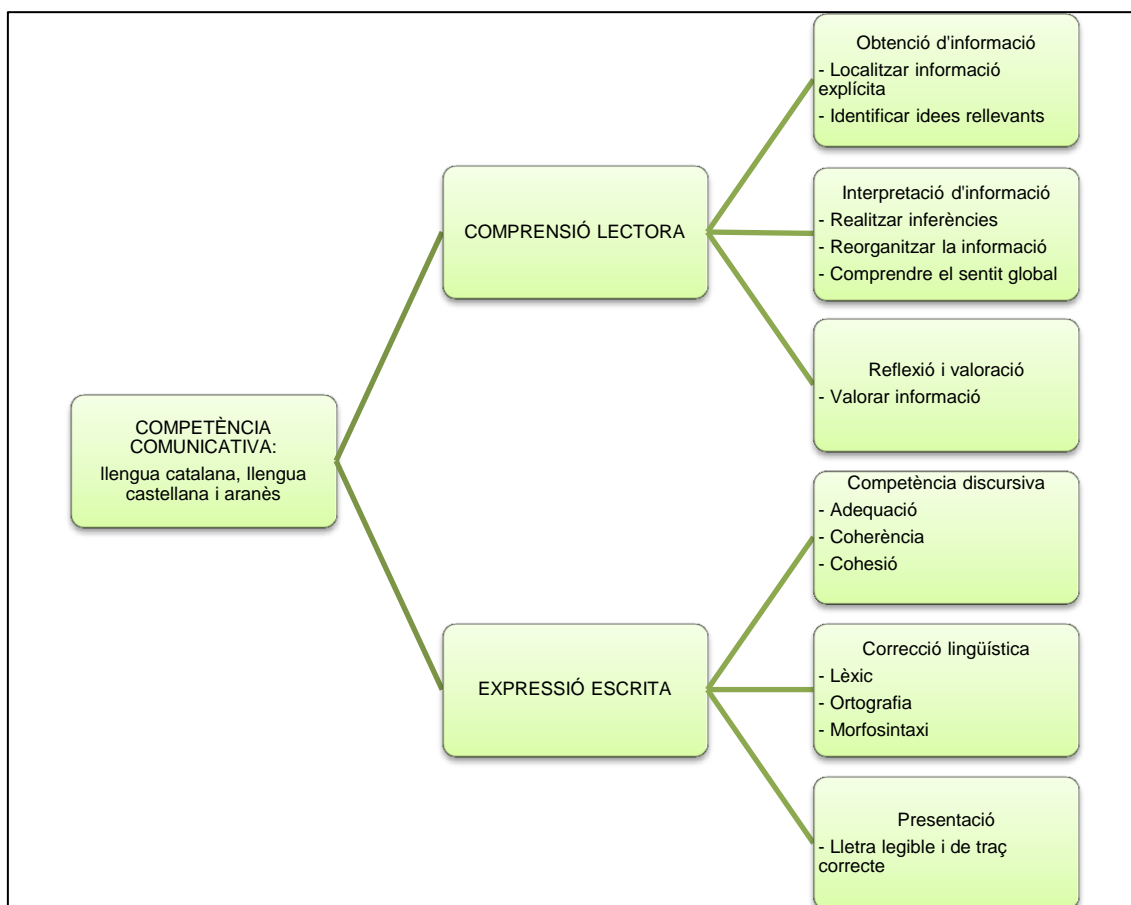 COMPETÈNCIA
COMUNICATIVA:
llengua catalana, llengua
castellana i aranès
COMPRENSIÓ LECTORA
Obtenció d'informació
- Localitzar informació
explícita
- Identificar idees rellevants
Interpretació d'informació
- Realitzar inferències
- Reorganitzar la informació
- Comprendre el sentit global
Reflexió i valoració
- Valorar informació
EXPRESSIÓ ESCRITA
Competència discursiva
- Adequació
- Coherència
- Cohesió
Correcció lingüística
- Lèxic
- Ortografia
- Morfosintaxi
Presentació
- Lletra legible i de traç
correcte